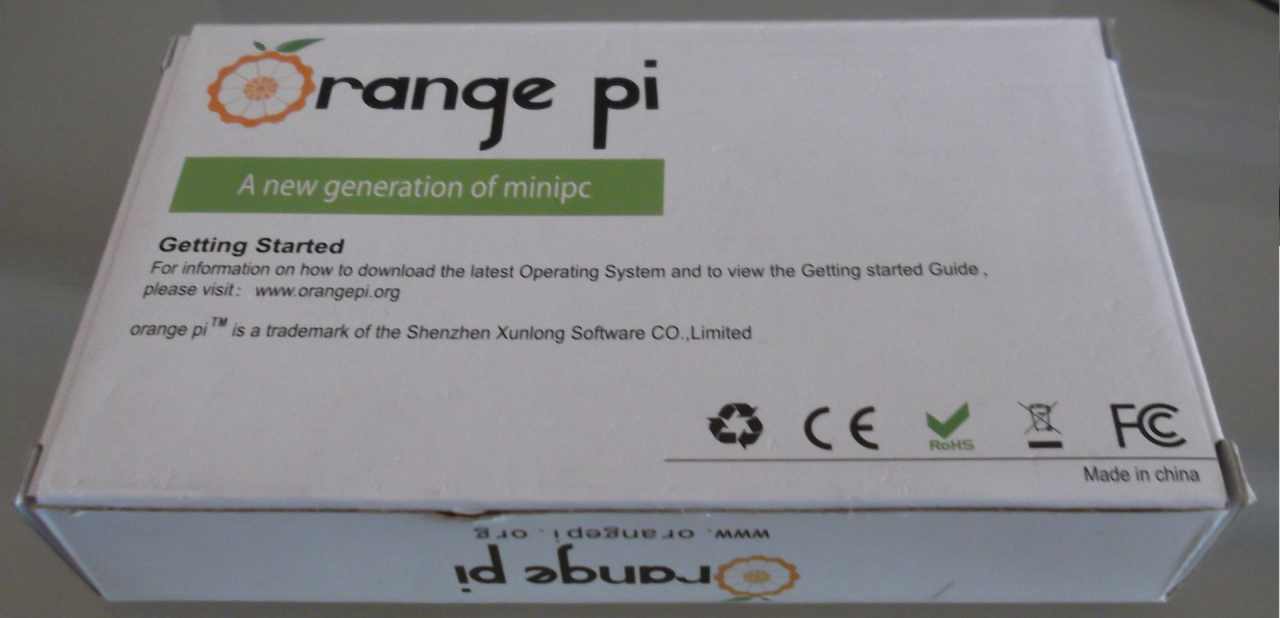 Orange pi
A new generation of minipc
Getting Started
For information on how to download the latest Operating System and to view the Getting started Guide ,
please visit : www.orangepi.org
orange pi™ is a trademark of the Shenzhen Xunlong Software CO.,Limited
CE
RoHS
FC
Made in china
www.orangepi.org
Orange pi